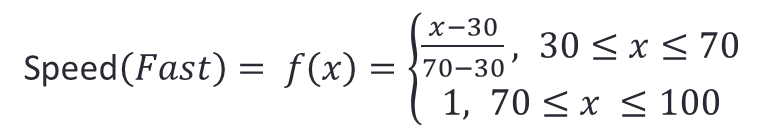 Speed(Fast) = f(x) = { (x−30)/(70−30), 30 ≤ x ≤ 70
1, 70 ≤ x ≤ 100